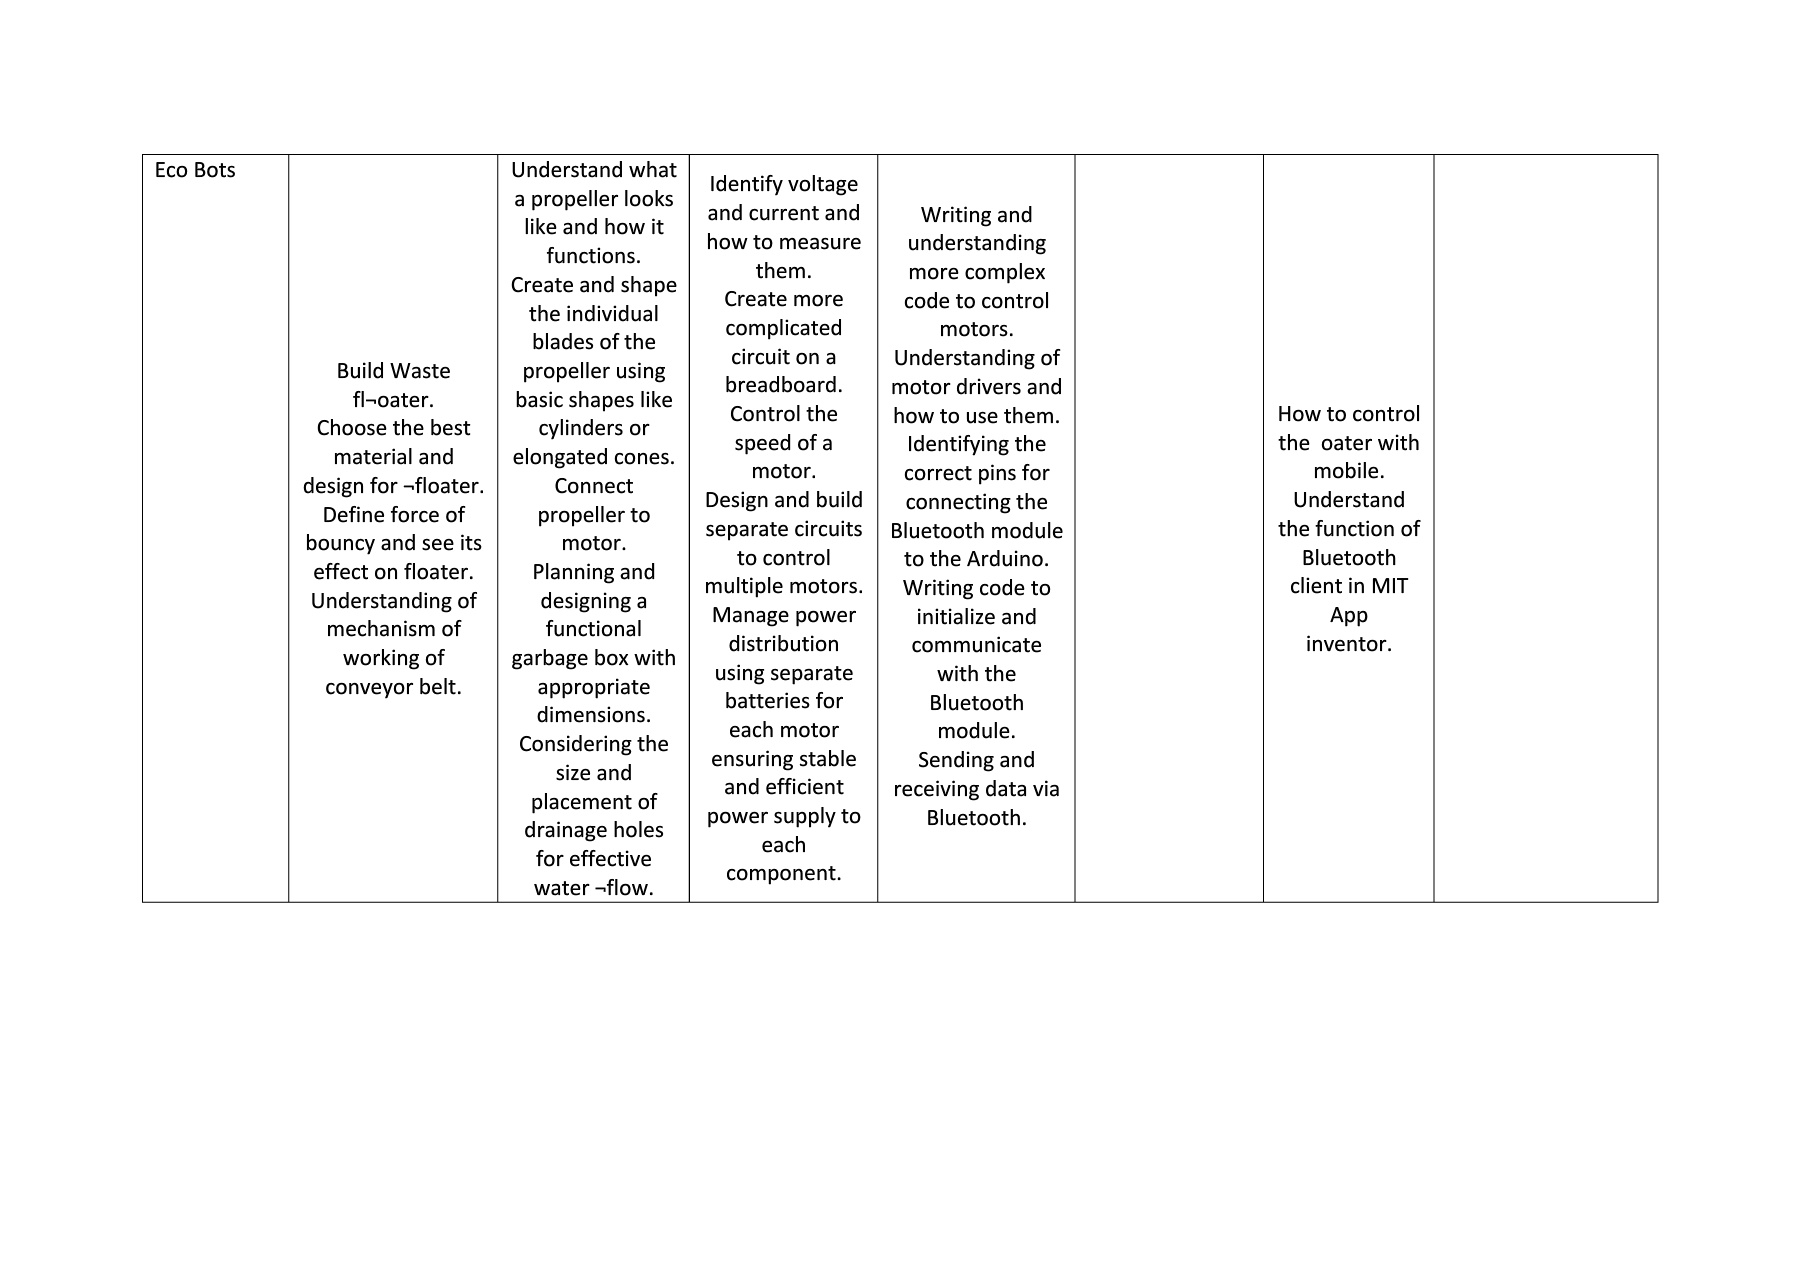 Eco Bots
Build Waste
fl¬oater.
Choose the best
material and
design for ¬floater.
Define force of
bouncy and see its
effect on floater.
Understanding of
mechanism of
working of
conveyor belt.
Understand what
a propeller looks
like and how it
functions.
Create and shape
the individual
blades of the
propeller using
basic shapes like
cylinders or
elongated cones.
Connect
propeller to
motor.
Planning and
designing a
functional
garbage box with
appropriate
dimensions.
Considering the
size and
placement of
drainage holes
for effective
water ¬flow.
Identify voltage
and current and
how to measure
them.
Create more
complicated
circuit on a
breadboard.
Control the
speed of a
motor.
Design and build
separate circuits
to control
multiple motors.
Manage power
distribution
using separate
batteries for
each motor
ensuring stable
and efficient
power supply to
each
component.
Writing and
understanding
more complex
code to control
motors.
Understanding of
motor drivers and
how to use them.
Identifying the
correct pins for
connecting the
Bluetooth module
to the Arduino.
Writing code to
initialize and
communicate
with the
Bluetooth
module.
Sending and
receiving data via
Bluetooth.
How to control
the  oater with
mobile.
Understand
the function of
Bluetooth
client in MIT
App
inventor.